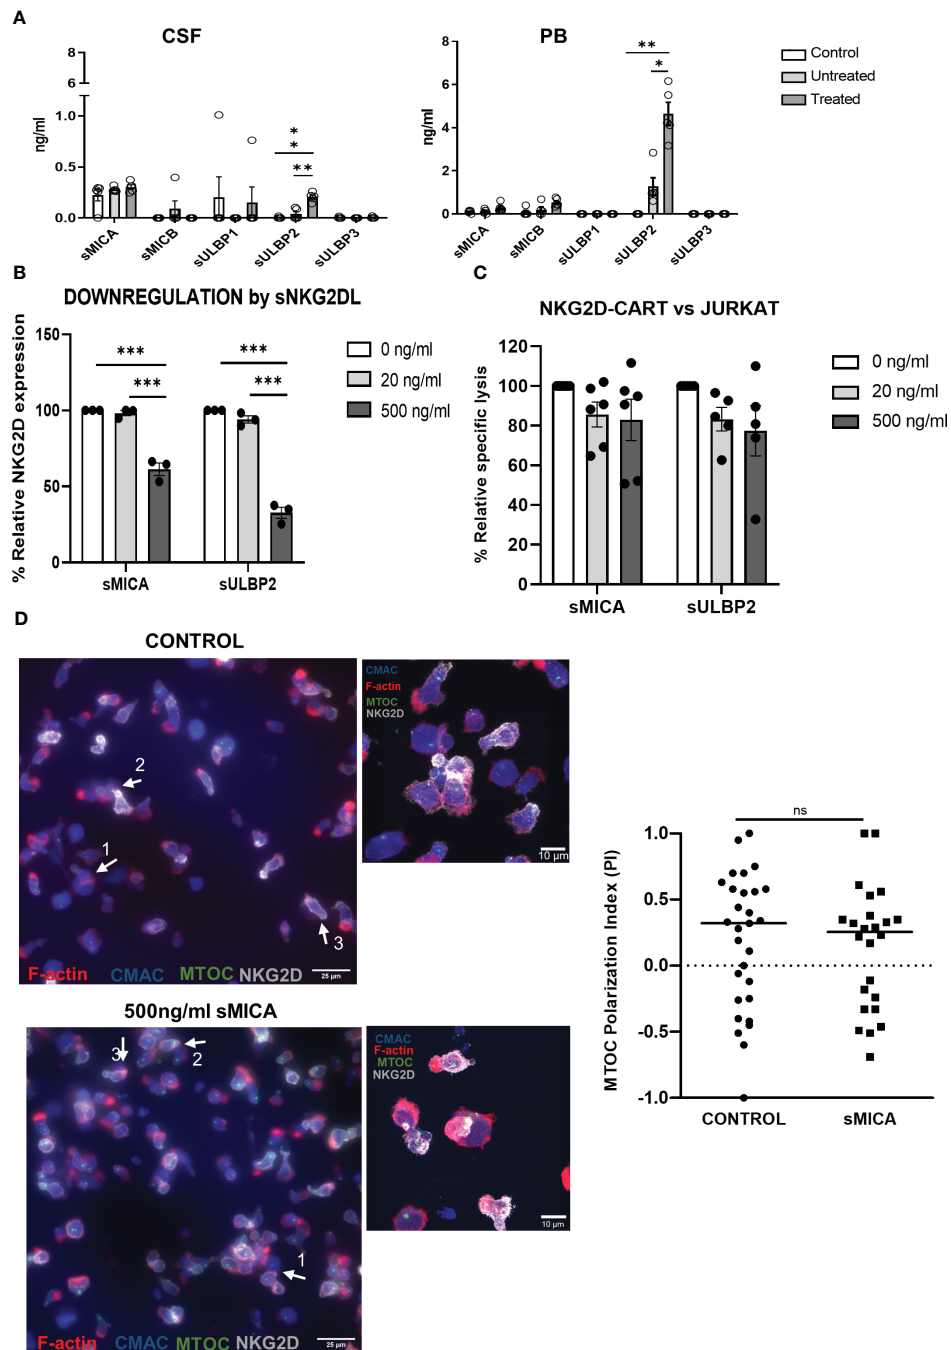 A
CSF
8
6
1.0
0.5
0.0
ng/ml
* *
**
sMICA
sMICB
sULBP1
sULBP2
sULBP3
PB
8
6
4
2
0
ng/ml
**
*
sMICA
sMICB
sULBP1
sULBP2
sULBP3
Control
Untreated
Treated
B
DOWNREGULATION by sNKG2DL
% Relative NKG2D expression
150
100
50
0
***
***
***
***
sMICA
sULBP2
0 ng/ml
20 ng/ml
500 ng/ml
C
NKG2D-CART vs JURKAT
% Relative specific lysis
120
100
80
60
40
20
0
sMICA
sULBP2
0 ng/ml
20 ng/ml
500 ng/ml
D
CONTROL
2
1
3
F-actin CMAC MTOC NKG2D
25 µm
CMAC
F-actin
MTOC
NKG2D
10 µm
500ng/ml sMICA
3
2
1
F-actin CMAC MTOC NKG2D
25 µm
CMAC
F-actin
MTOC
NKG2D
10 µm
MTOC Polarization Index (PI)
ns
1.0
0.5
0.0
-0.5
-1.0
CONTROL
sMICA